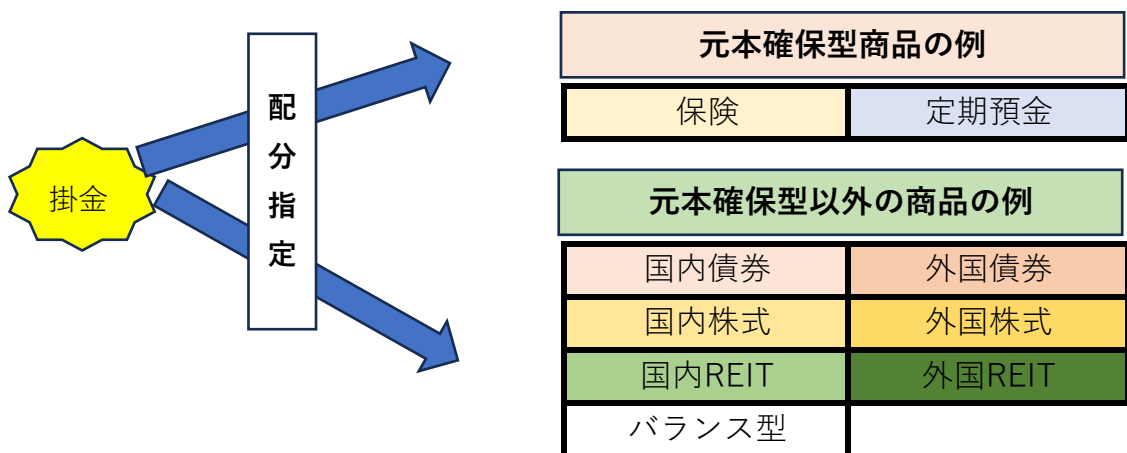 掛金
配分指定
元本確保型商品の例
保険 定期預金
元本確保型以外の商品の例
国内債券 外国債券
国内株式 外国株式
国内REIT 外国REIT
バランス型